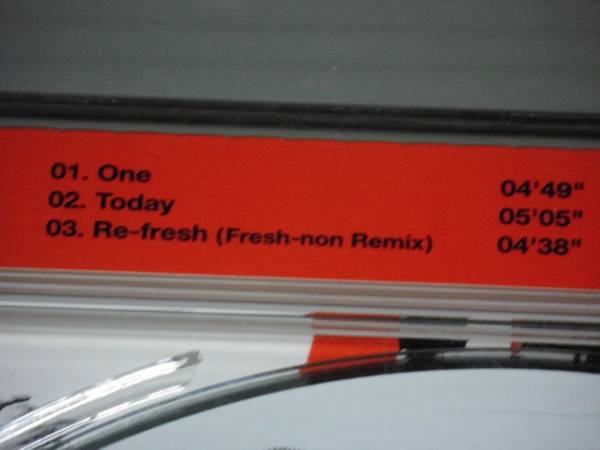 01. One 04'49"
02. Today 05'05"
03. Re-fresh (Fresh-non Remix) 04'38"